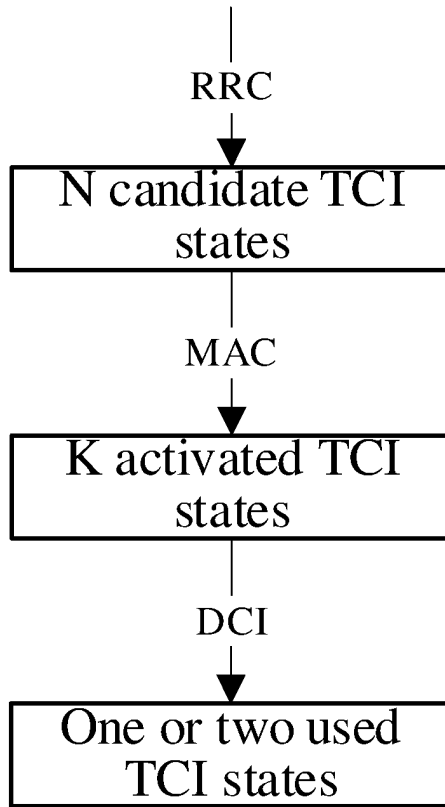 RRC
N candidate TCI
states
MAC
K activated TCI
states
DCI
One or two used
TCI states